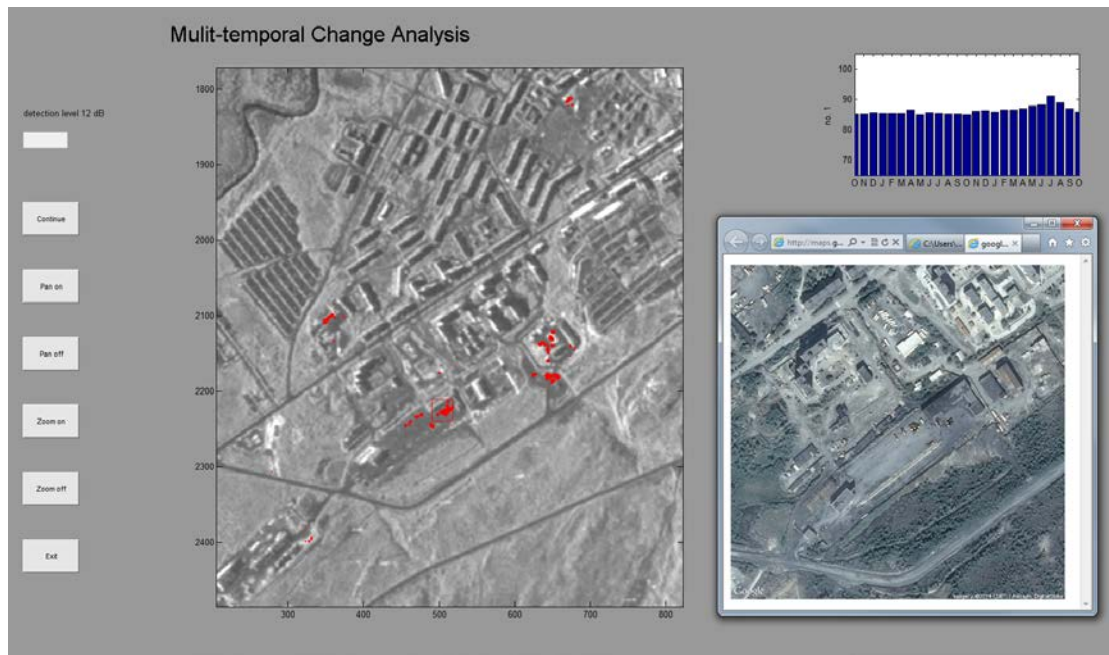 Mulit-temporal Change Analysis
detection level 12 dB
Continue
Pan on
Pan off
Zoom on
Zoom off
Exit
1800
1900
2000
2100
2200
2300
2400
300 400 500 600 700 800
no. 1
100
90
80
70
O N D J F M A M J J A S O N D J F M A M J J A S O
http://maps.g...
C:\Users\...
googl...
Google